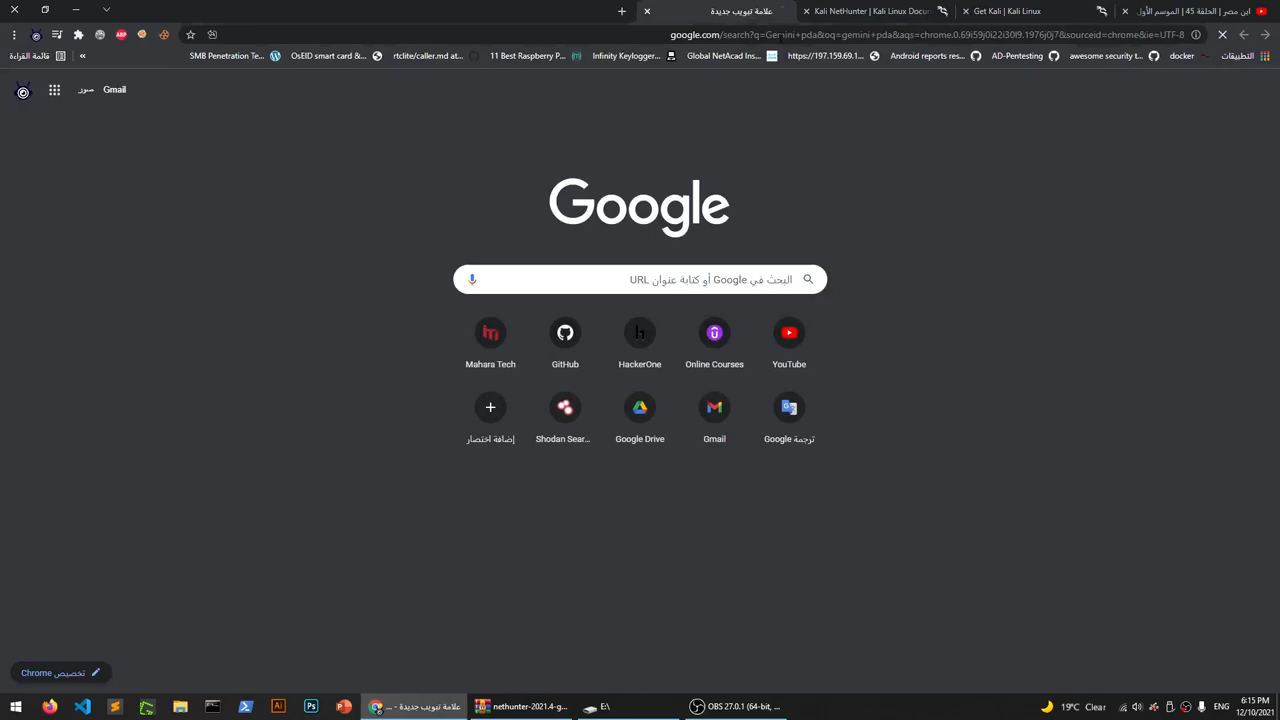 علامة تبويب جديدة
Kali NetHunter | Kali Linux Docu
Get Kali | Kali Linux
ابن مصر | الحلقة 45 | الموسم الأول
google.com/search?q=Gemini+pda&oq=gemini+pda&aqs=chrome.0.69i59j0i22i30l9.1976j0j7&sourceid=chrome&ie=UTF-8
التطبيقات
docker
awesome security t...
AD-Pentesting
Android reports res...
https://197.159.69.1...
Global NetAcad Inst...
Infinity Keylogger...
11 Best Raspberry P...
rtclite/caller.md at...
OsEID smart card &...
SMB Penetration Te...
»
قائمة القراءة
Gmail
صور
Google
البحث في Google أو كتابة عنوان URL
Mahara Tech
GitHub
HackerOne
Online Courses
YouTube
إضافة اختصار
Shodan Sear...
Google Drive
Gmail
ترجمة Google
تخصيص Chrome
علامة تبويب جديدة - ...
nethunter-2021.4-g...
E:\
OBS 27.0.1 (64-bit, ...
19°C Clear
ENG
6:15 PM
12/10/2021